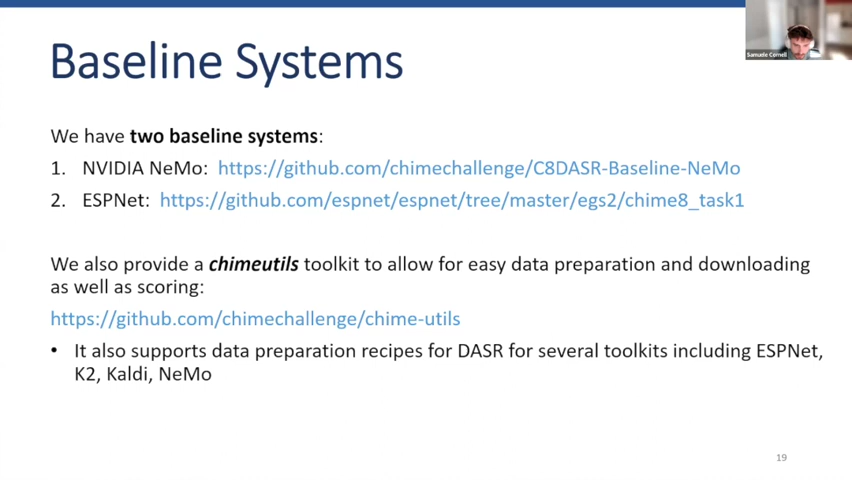 Samuele Cornell
Baseline Systems
We have two baseline systems:
1. NVIDIA NeMo: https://github.com/chimechallenge/C8DASR-Baseline-NeMo
2. ESPNet: https://github.com/espnet/espnet/tree/master/egs2/chime8_task1
We also provide a chimeutils toolkit to allow for easy data preparation and downloading
as well as scoring:
https://github.com/chimechallenge/chime-utils
• It also supports data preparation recipes for DASR for several toolkits including ESPNet,
K2, Kaldi, NeMo
19